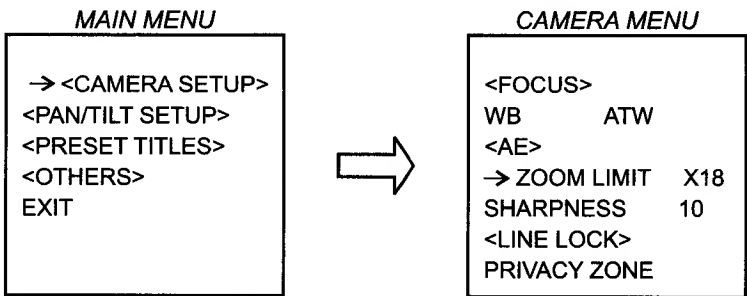 MAIN MENU
→ <CAMERA SETUP>
<PAN/TILT SETUP>
<PRESET TITLES>
<OTHERS>
EXIT
CAMERA MENU
<FOCUS>
WB ATW
<AE>
→ ZOOM LIMIT X18
SHARPNESS 10
<LINE LOCK>
PRIVACY ZONE